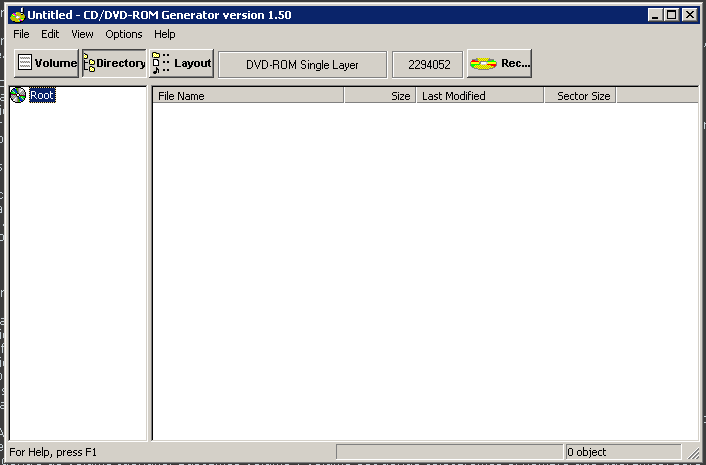 Untitled - CD/DVD-ROM Generator version 1.50
File Edit View Options Help
Volume Directory Layout DVD-ROM Single Layer 2294052 Rec...
Root
File Name Size Last Modified Sector Size
For Help, press F1 0 object